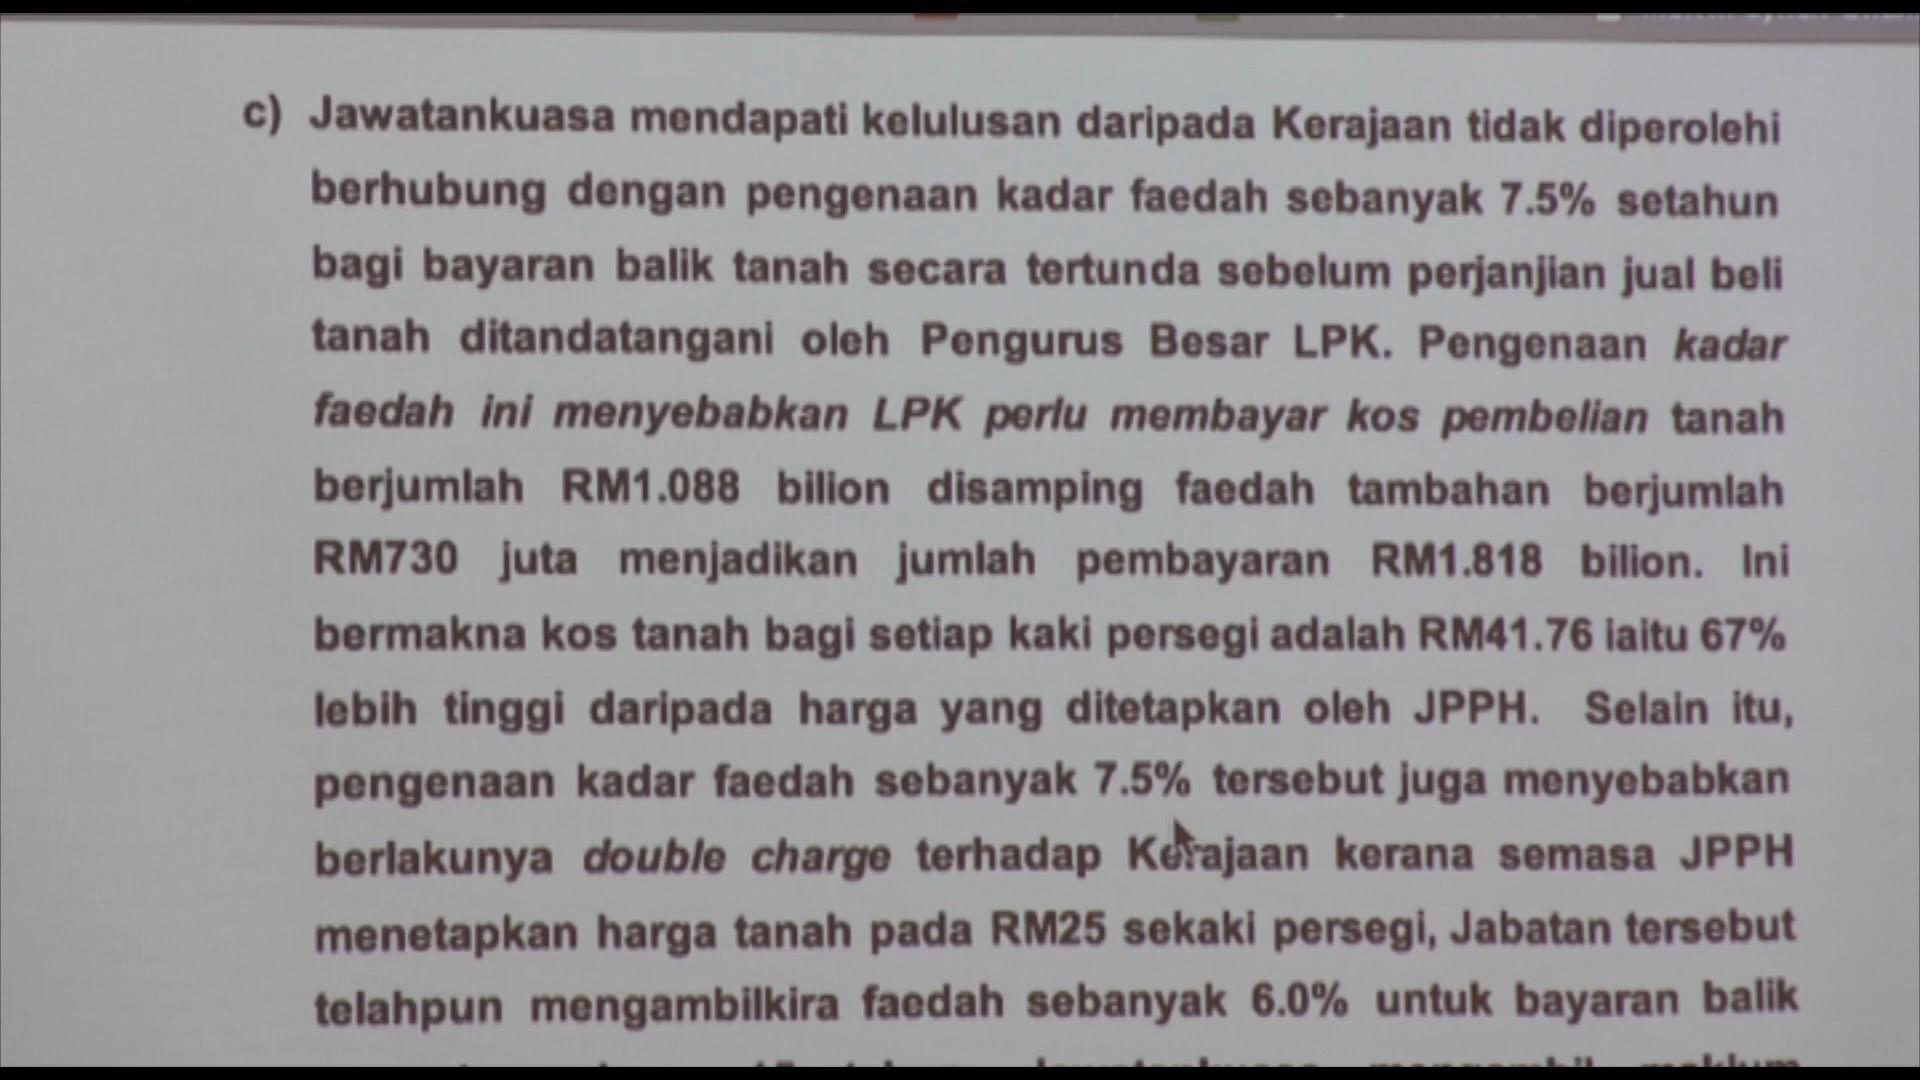 c) Jawatankuasa mendapati kelulusan daripada Kerajaan tidak diperolehi
berhubung dengan pengenaan kadar faedah sebanyak 7.5% setahun
bagi bayaran balik tanah secara tertunda sebelum perjanjian jual beli
tanah ditandatangani oleh Pengurus Besar LPK. Pengenaan kadar
faedah ini menyebabkan LPK perlu membayar kos pembelian tanah
berjumlah RM1.088 bilion disamping faedah tambahan berjumlah
RM730 juta menjadikan jumlah pembayaran RM1.818 bilion. Ini
bermakna kos tanah bagi setiap kaki persegi adalah RM41.76 iaitu 67%
lebih tinggi daripada harga yang ditetapkan oleh JPPH. Selain itu,
pengenaan kadar faedah sebanyak 7.5% tersebut juga menyebabkan
berlakunya double charge terhadap Kerajaan kerana semasa JPPH
menetapkan harga tanah pada RM25 sekaki persegi, Jabatan tersebut
telahpun mengambilkira faedah sebanyak 6.0% untuk bayaran balik